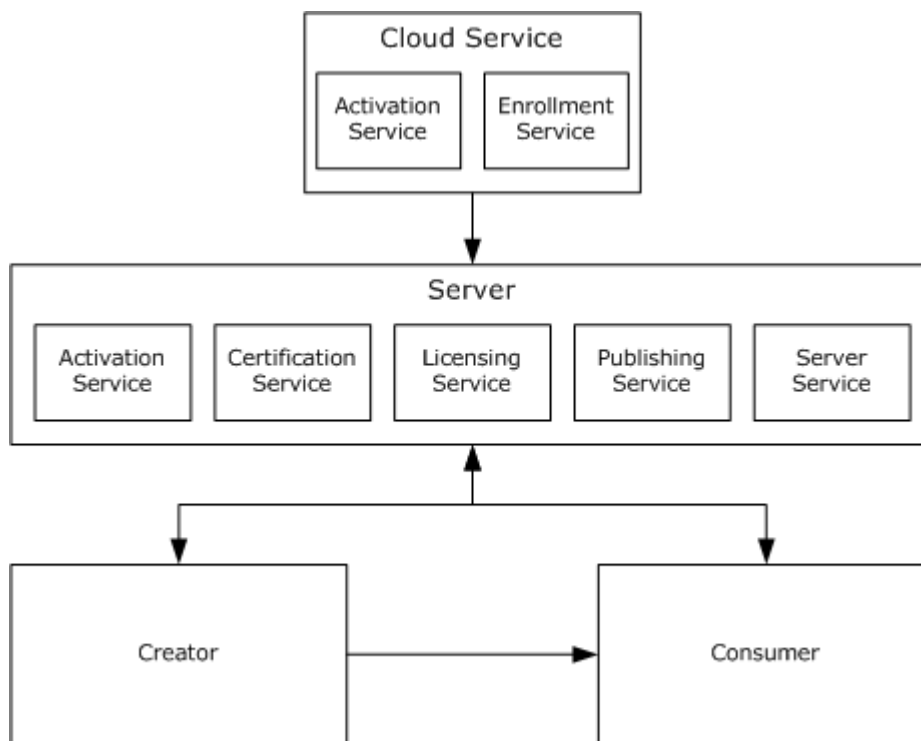 Cloud Service
Activation
Service
Enrollment
Service
Server
Activation
Service
Certification
Service
Licensing
Service
Publishing
Service
Server
Service
Creator
Consumer